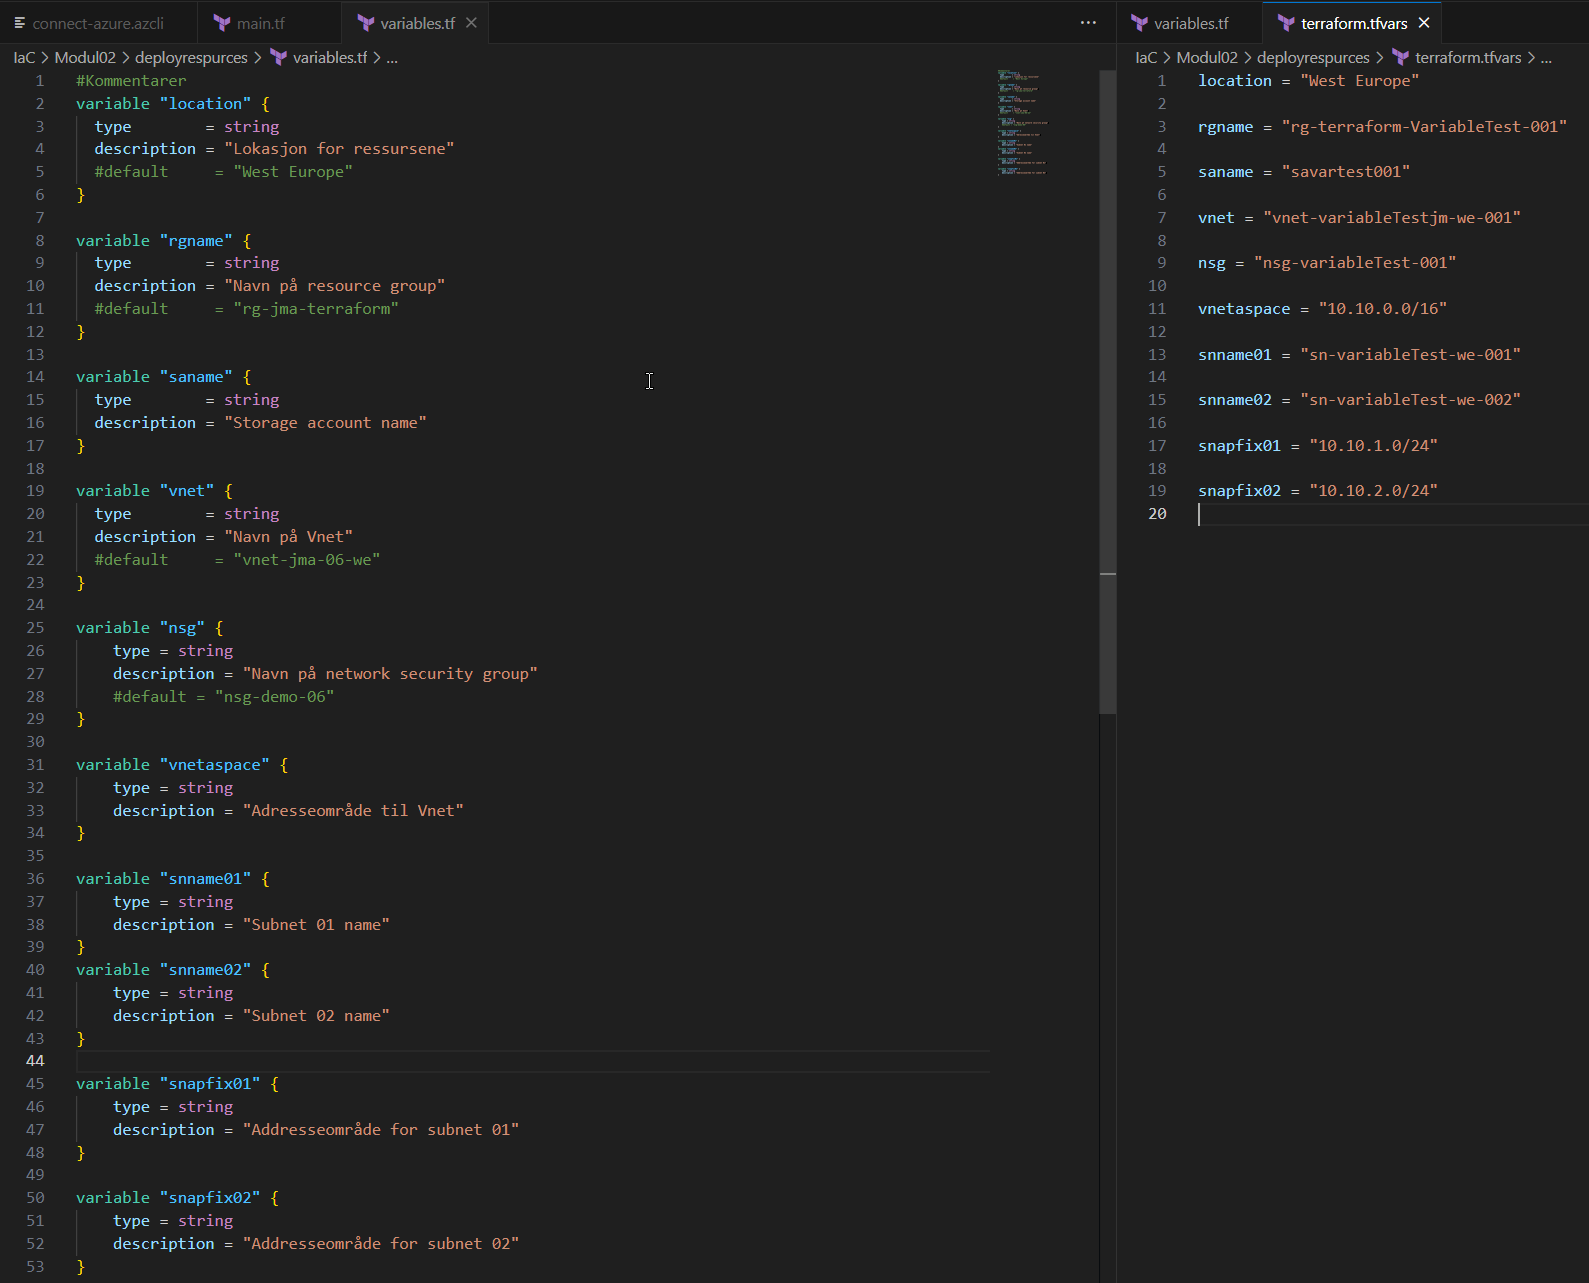 connect-azure.azcli
main.tf
variables.tf
IaC > Modul02 > deployrespurces > variables.tf > ...
1 #Kommentarer
2 variable "location" {
3 type = string
4 description = "Lokasjon for ressursene"
5 #default = "West Europe"
6 }
7
8 variable "rgname" {
9 type = string
10 description = "Navn på resource group"
11 #default = "rg-jma-terraform"
12 }
13
14 variable "saname" {
15 type = string
16 description = "Storage account name"
17 }
18
19 variable "vnet" {
20 type = string
21 description = "Navn på Vnet"
22 #default = "vnet-jma-06-we"
23 }
24
25 variable "nsg" {
26 type = string
27 description = "Navn på network security group"
28 #default = "nsg-demo-06"
29 }
30
31 variable "vnetaspace" {
32 type = string
33 description = "Adresseområde til Vnet"
34 }
35
36 variable "snname01" {
37 type = string
38 description = "Subnet 01 name"
39 }
40 variable "snname02" {
41 type = string
42 description = "Subnet 02 name"
43 }
44
45 variable "snapfix01" {
46 type = string
47 description = "Addresseområde for subnet 01"
48 }
49
50 variable "snapfix02" {
51 type = string
52 description = "Addresseområde for subnet 02"
53 }
variables.tf
terraform.tfvars
IaC > Modul02 > deployrespurces > terraform.tfvars > ...
1 location = "West Europe"
2
3 rgname = "rg-terraform-VariableTest-001"
4
5 saname = "savartest001"
6
7 vnet = "vnet-variableTestjm-we-001"
8
9 nsg = "nsg-variableTest-001"
10
11 vnetaspace = "10.10.0.0/16"
12
13 snname01 = "sn-variableTest-we-001"
14
15 snname02 = "sn-variableTest-we-002"
16
17 snapfix01 = "10.10.1.0/24"
18
19 snapfix02 = "10.10.2.0/24"
20